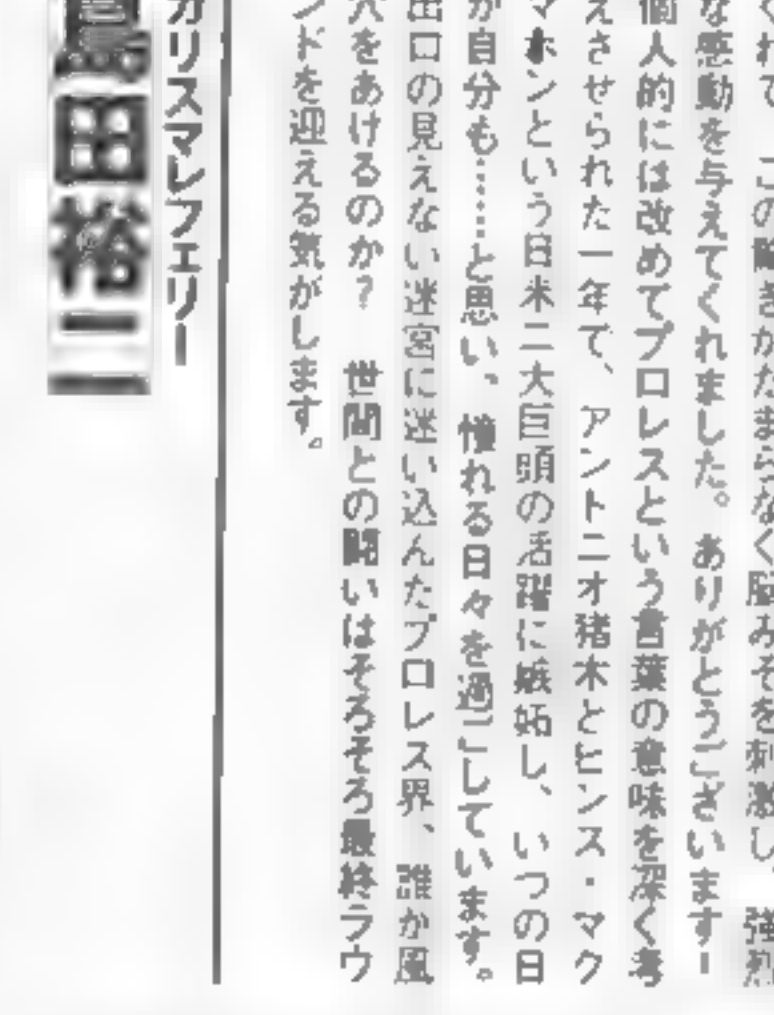 くれて、この輝きがたまらなく脳みそを刺激し、強烈
な感動を与えてくれました。ありがとうございますー
個人的には改めてプロレスという言葉の意味を深く考
えさせられた一年で、アントニオ猪木とビンス・マク
マホンという日米二大巨頭の活躍に嫉妬し、いつの日
か自分も……と思い、憧れる日々を過ごしています。
出口の見えない迷宮に迷い込んだプロレス界、誰が風
穴をあけるのか？　世間との闘いはそろそろ最終ラウ
ンドを迎える気がします。
カリスマレフェリー
島田裕二